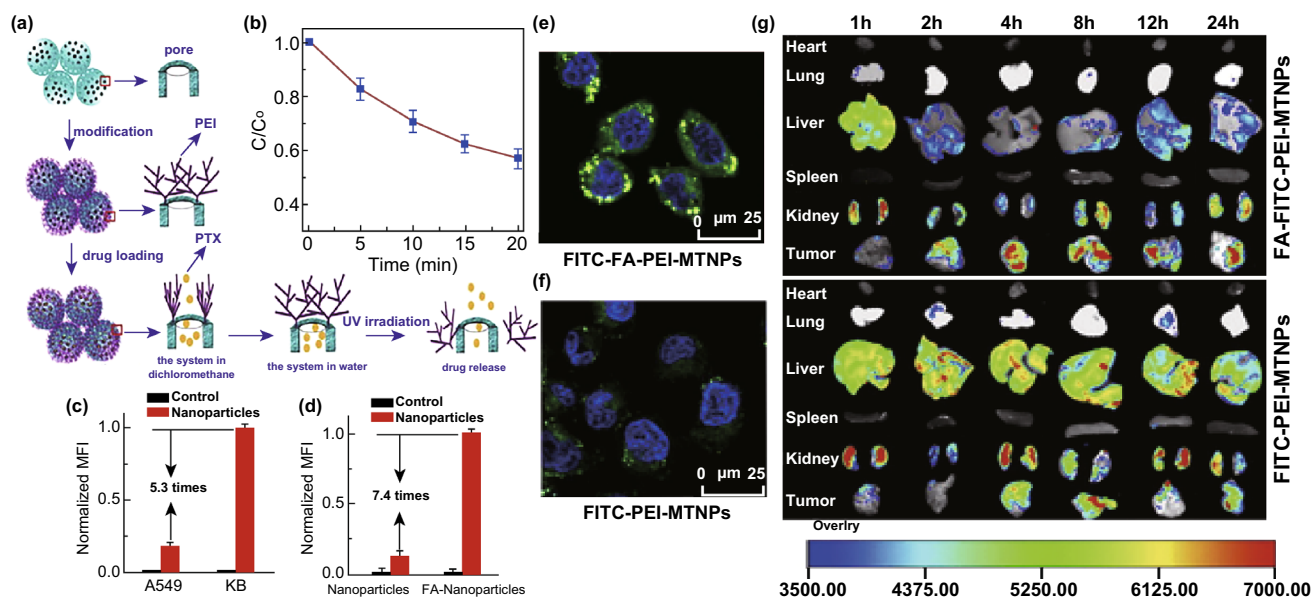 (a)
pore
modification
PEI
drug loading
PTX
UV irradiation
the system in
dichloromethane
the system in water
drug release
(b)
1.0
0.8
0.6
0.4
C/Co
0 5 10 15 20
Time (min)
(c)
Control
Nanoparticles
Normalized MFI
1.0
0.5
0.0
5.3 times
A549 KB
(d)
Control
Nanoparticles
Normalized MFI
1.0
0.5
0.0
7.4 times
Nanoparticles FA-Nanoparticles
(e)
0 µm 25
FITC-FA-PEI-MTNPs
(f)
0 µm 25
FITC-PEI-MTNPs
(g)
1h 2h 4h 8h 12h 24h
Heart
Lung
Liver
Spleen
Kidney
Tumor
FA-FITC-PEI-MTNPs
Heart
Lung
Liver
Spleen
Kidney
Tumor
FITC-PEI-MTNPs
Overlry
3500.00 4375.00 5250.00 6125.00 7000.00